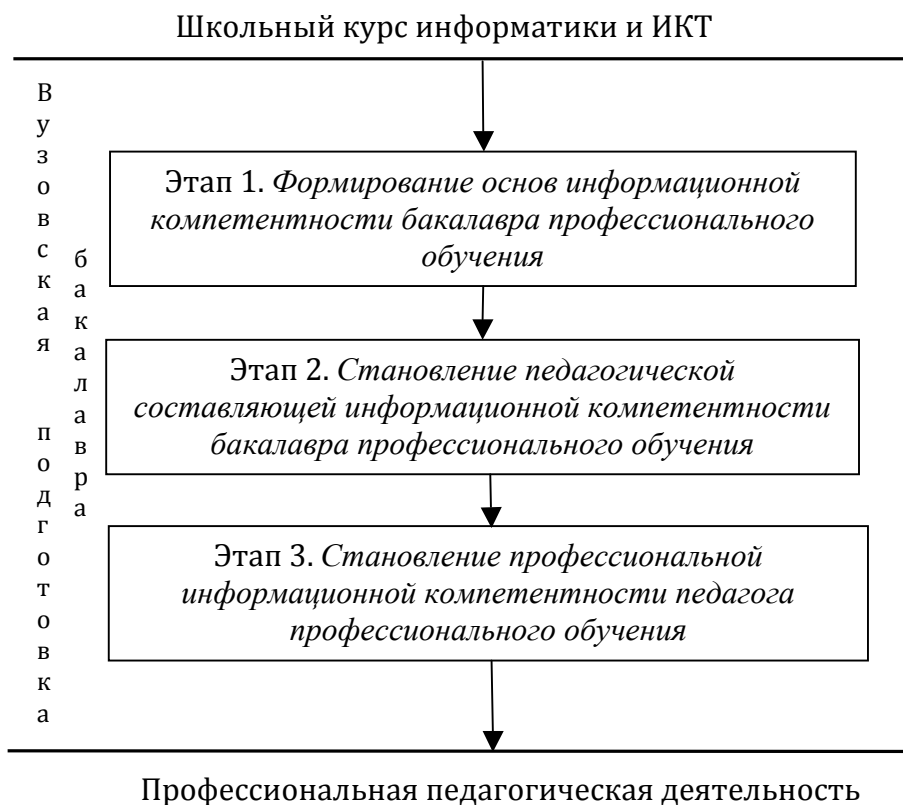 Школьный курс информатики и ИКТ
Вузовская подготовка
бакалавра
Этап 1. Формирование основ информационной
компетентности бакалавра профессионального
обучения
Этап 2. Становление педагогической
составляющей информационной компетентности
бакалавра профессионального обучения
Этап 3. Становление профессиональной
информационной компетентности педагога
профессионального обучения
Профессиональная педагогическая деятельность